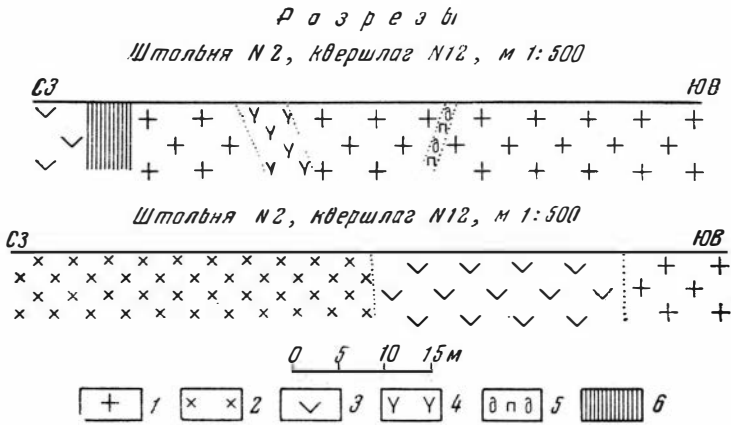 Разрезы
Штольня N 2, квершлаг N12, м 1:500
СЗ ЮВ
Штольня N 2, квершлаг N12, м 1:500
СЗ ЮВ
0 5 10 15 м
1 2 3 4 д п д 5 6